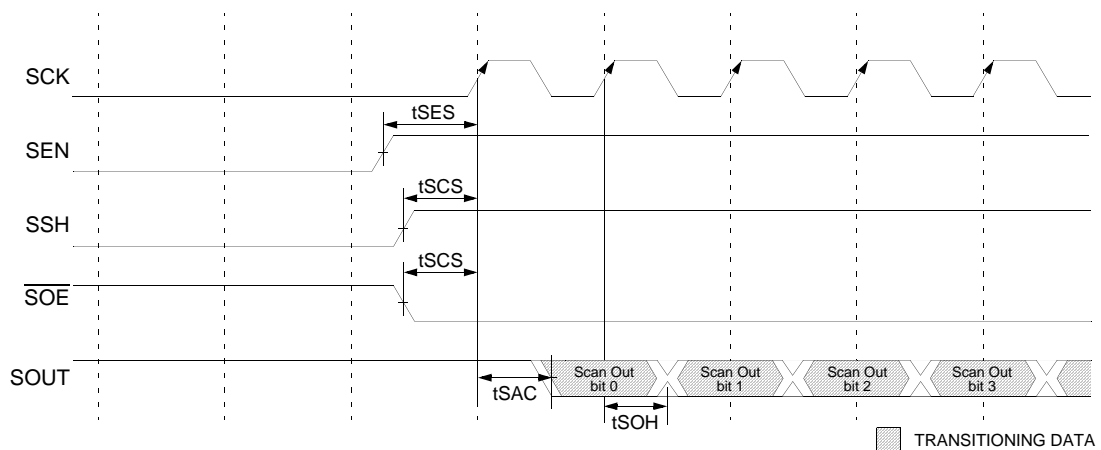 SCK
tSES
SEN
tSCS
SSH
tSCS
SOE
SOUT
Scan Out
bit 0
Scan Out
bit 1
Scan Out
bit 2
Scan Out
bit 3
tSAC
tSOH
TRANSITIONING DATA